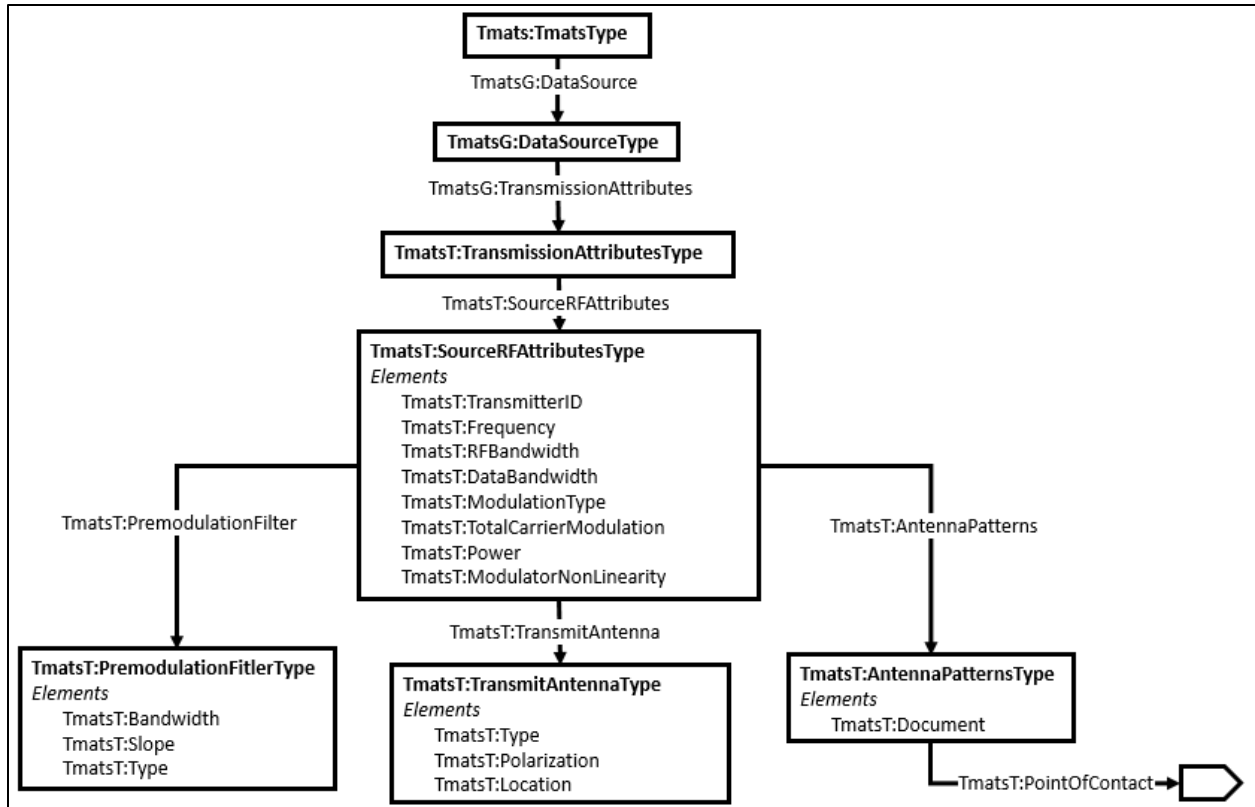 Tmats:TmatsType
TmatsG:DataSource
TmatsG:DataSourceType
TmatsG:TransmissionAttributes
TmatsT:TransmissionAttributesType
TmatsT:SourceRFAttributes
TmatsT:SourceRFAttributesType
Elements
TmatsT:TransmitterID
TmatsT:Frequency
TmatsT:RFBandwidth
TmatsT:DataBandwidth
TmatsT:ModulationType
TmatsT:TotalCarrierModulation
TmatsT:Power
TmatsT:ModulatorNonLinearity
TmatsT:PremodulationFilter
TmatsT:AntennaPatterns
TmatsT:TransmitAntenna
TmatsT:PremodulationFitlerType
Elements
TmatsT:Bandwidth
TmatsT:Slope
TmatsT:Type
TmatsT:TransmitAntennaType
Elements
TmatsT:Type
TmatsT:Polarization
TmatsT:Location
TmatsT:AntennaPatternsType
Elements
TmatsT:Document
TmatsT:PointOfContact